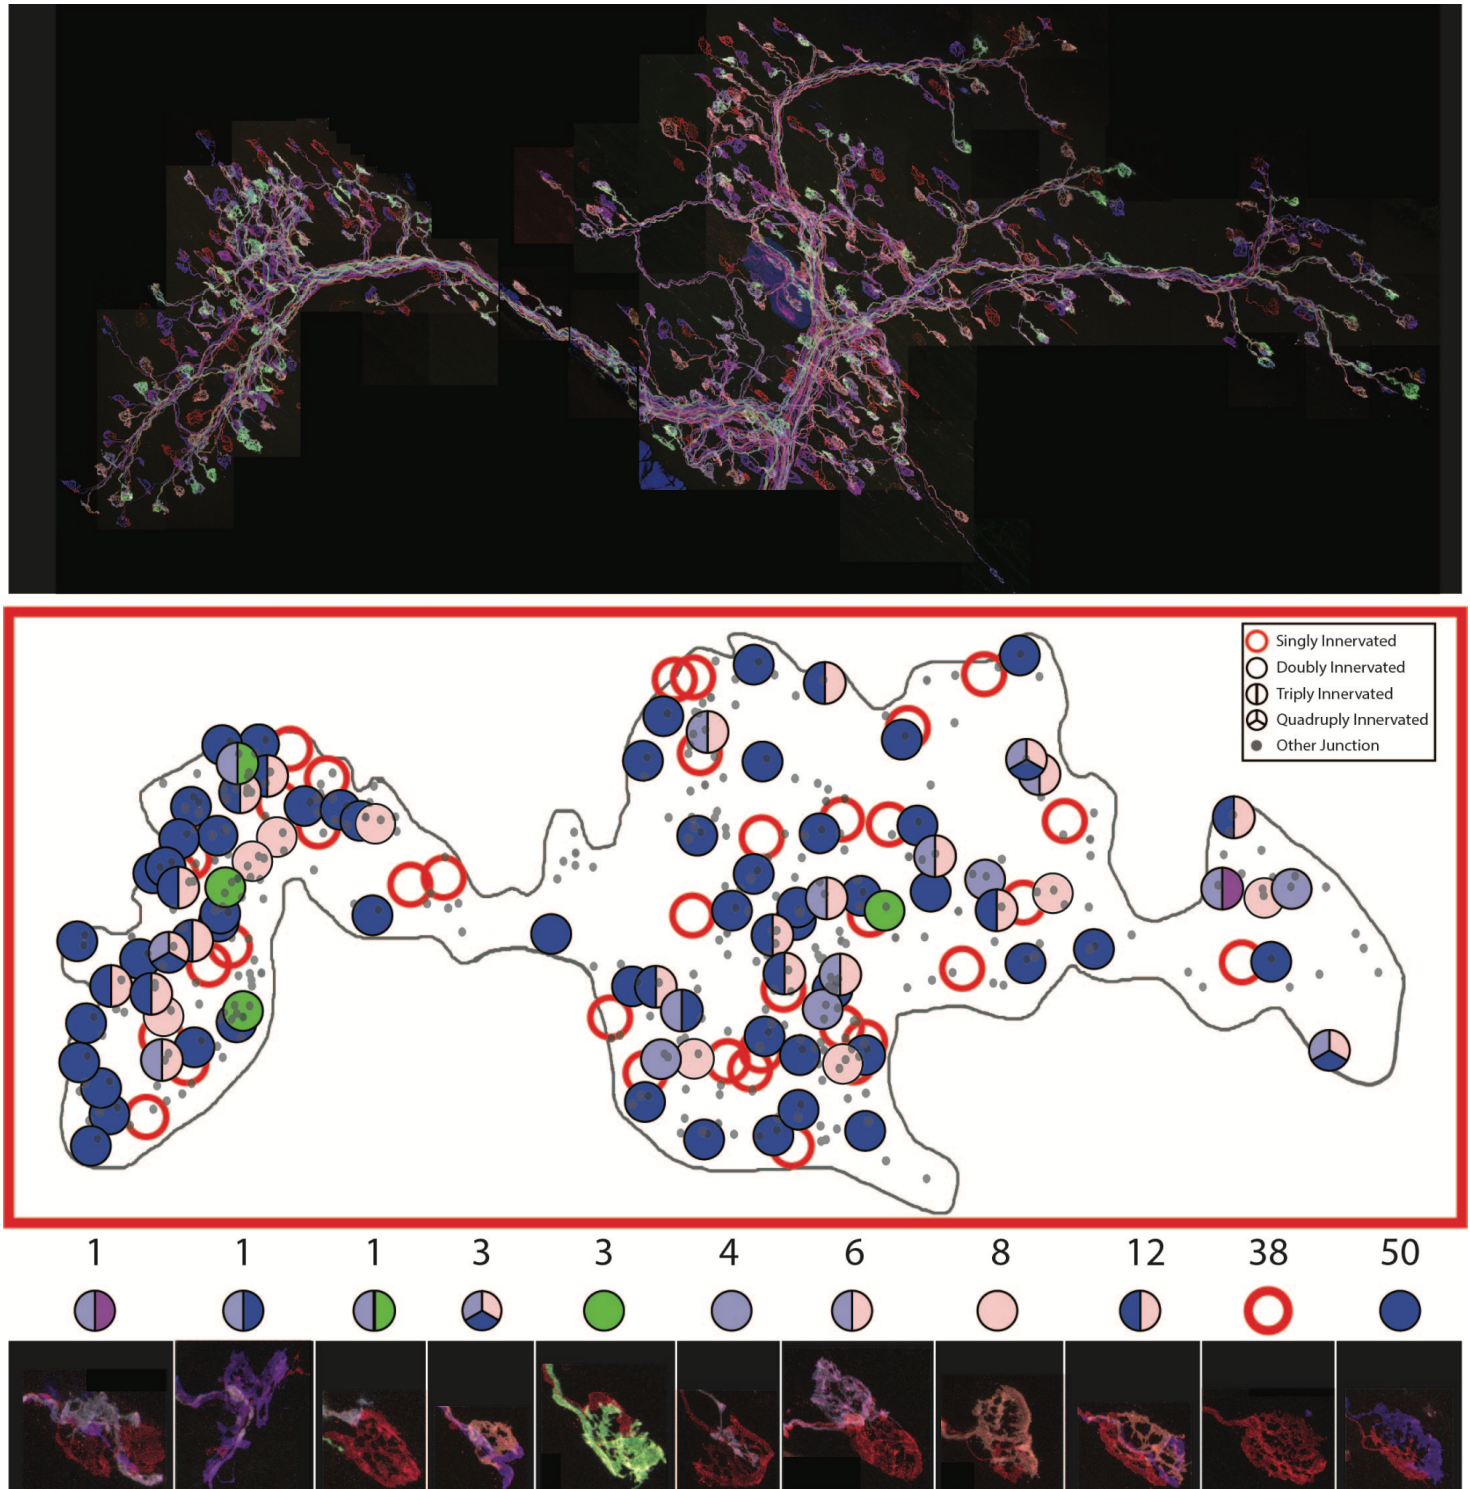 Singly Innervated
Doubly Innervated
Triply Innervated
Quadruply Innervated
Other Junction
1 1 1 3 3 4 6 8 12 38 50